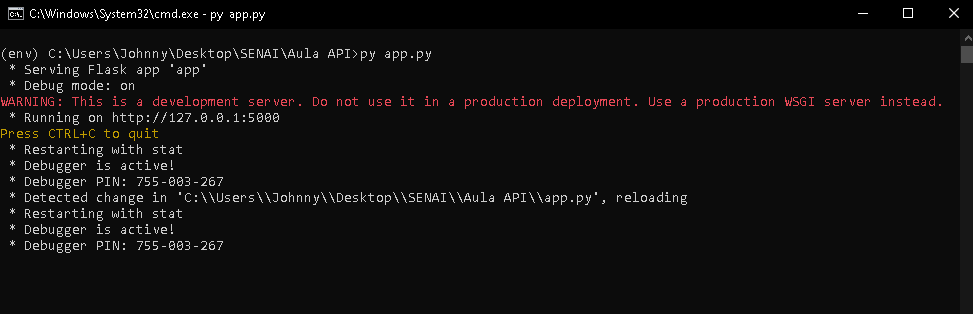 C:\Windows\System32\cmd.exe - py app.py
(env) C:\Users\Johnny\Desktop\SENAI\Aula API>py app.py
* Serving Flask app 'app'
* Debug mode: on
WARNING: This is a development server. Do not use it in a production deployment. Use a production WSGI server instead.
* Running on http://127.0.0.1:5000
Press CTRL+C to quit
* Restarting with stat
* Debugger is active!
* Debugger PIN: 755-003-267
* Detected change in 'C:\\Users\\Johnny\\Desktop\\SENAI\\Aula API\\app.py', reloading
* Restarting with stat
* Debugger is active!
* Debugger PIN: 755-003-267